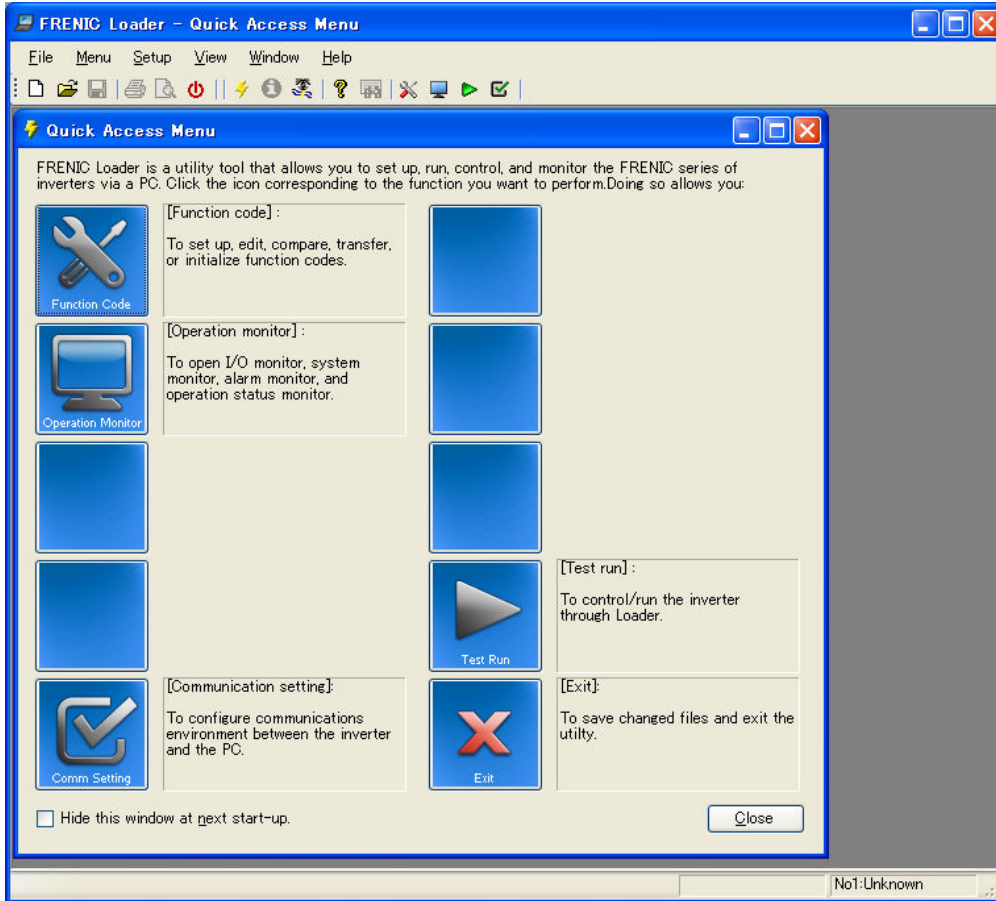 FRENIC Loader - Quick Access Menu
File Menu Setup View Window Help
Quick Access Menu
FRENIC Loader is a utility tool that allows you to set up, run, control, and monitor the FRENIC series of
inverters via a PC. Click the icon corresponding to the function you want to perform.Doing so allows you:
Function Code
[Function code] :
To set up, edit, compare, transfer,
or initialize function codes.
Operation Monitor
[Operation monitor] :
To open I/O monitor, system
monitor, alarm monitor, and
operation status monitor.
Test Run
[Test run] :
To control/run the inverter
through Loader.
Comm Setting
[Communication setting]:
To configure communications
environment between the inverter
and the PC.
Exit
[Exit]:
To save changed files and exit the
utilty.
Hide this window at next start-up.
Close
No1:Unknown